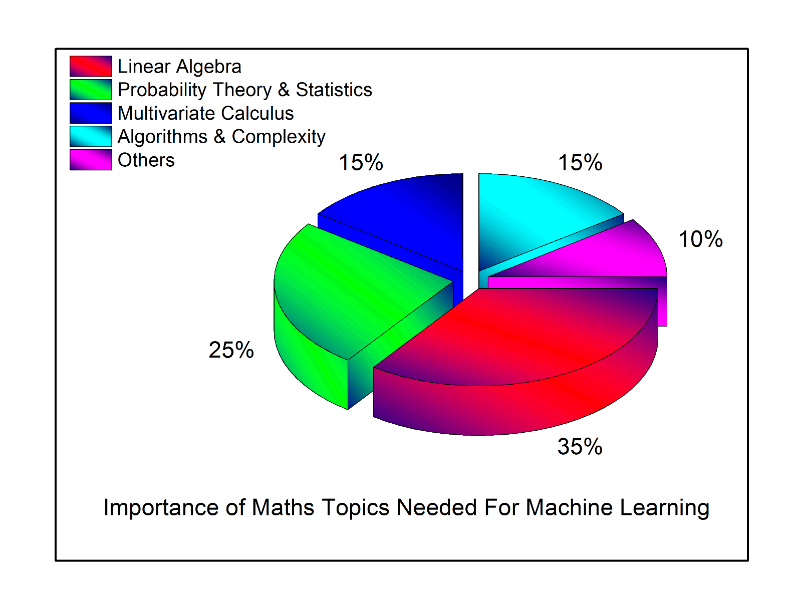 Linear Algebra
Probability Theory & Statistics
Multivariate Calculus
Algorithms & Complexity
Others
15%
15%
10%
25%
35%
Importance of Maths Topics Needed For Machine Learning